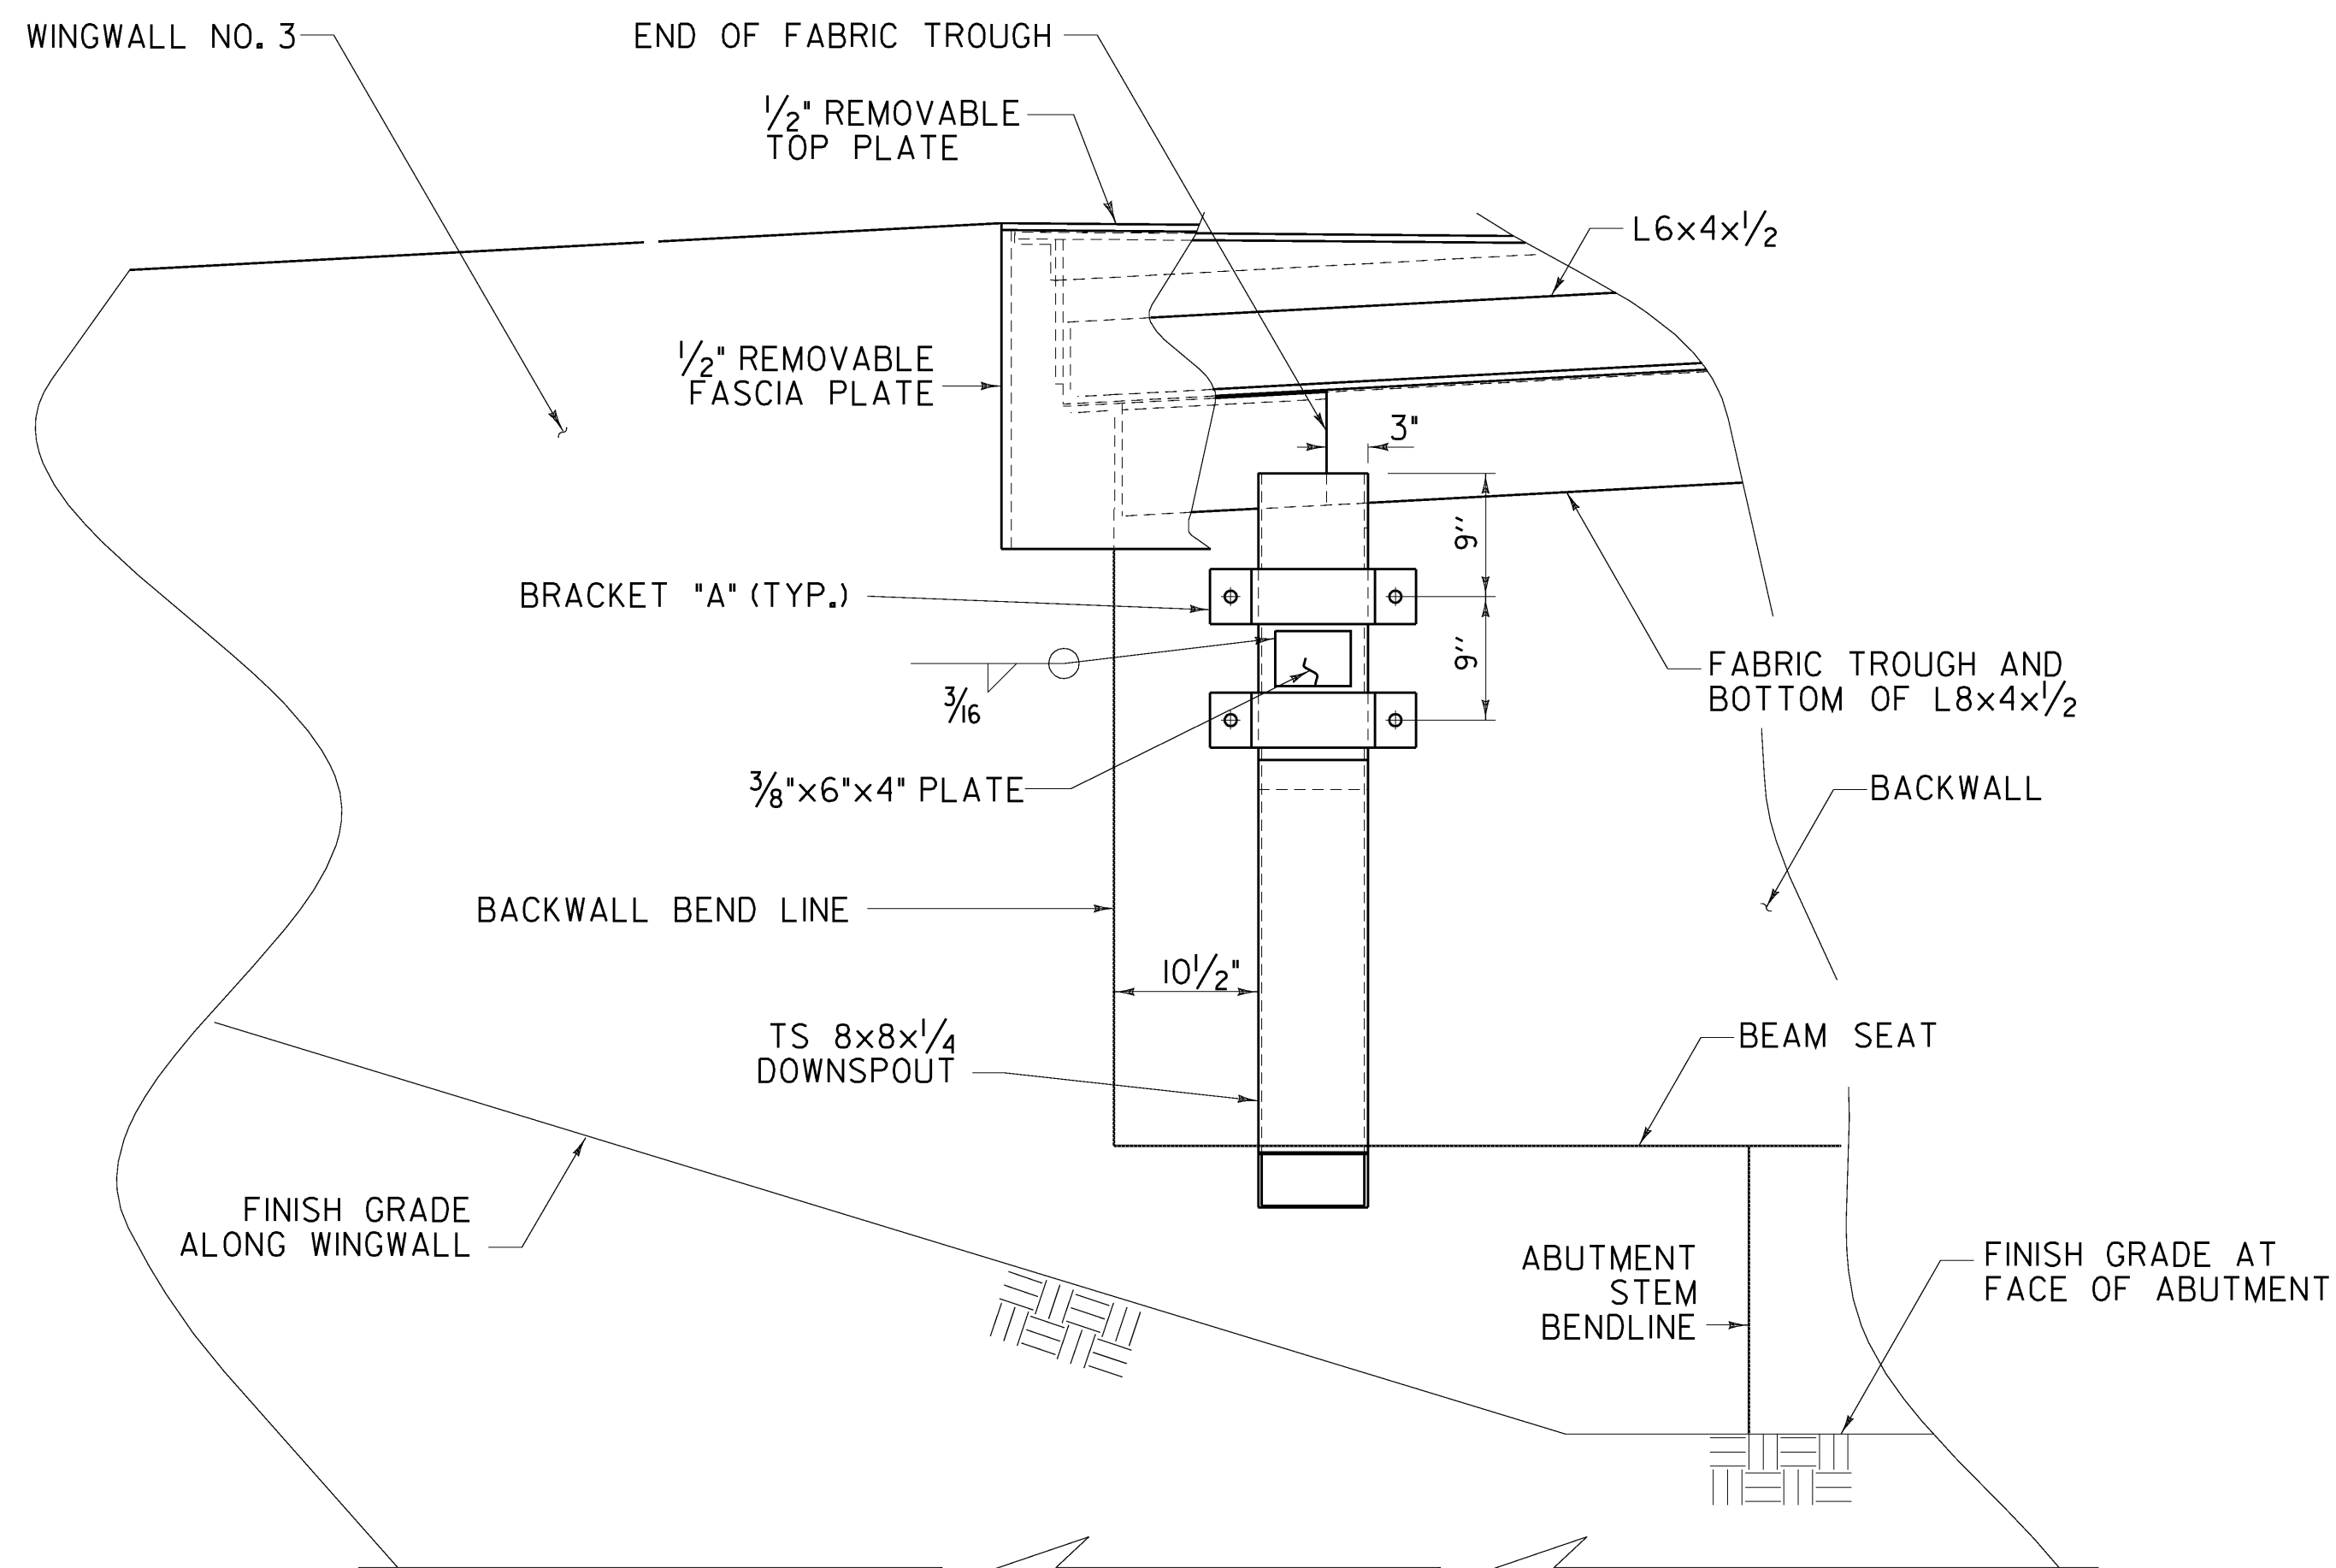 WINGWALL NO. 3
END OF FABRIC TROUGH
1/2" REMOVABLE
TOP PLATE
L6x4x1/2
1/2" REMOVABLE
FASCIA PLATE
3"
9"
BRACKET "A" (TYP.)
9"
3/16
FABRIC TROUGH AND
BOTTOM OF L8x4x1/2
3/8"x6"x4" PLATE
BACKWALL
BACKWALL BEND LINE
10 1/2"
TS 8x8x1/4
DOWNSPOUT
BEAM SEAT
FINISH GRADE
ALONG WINGWALL
ABUTMENT
STEM
BENDLINE
FINISH GRADE AT
FACE OF ABUTMENT